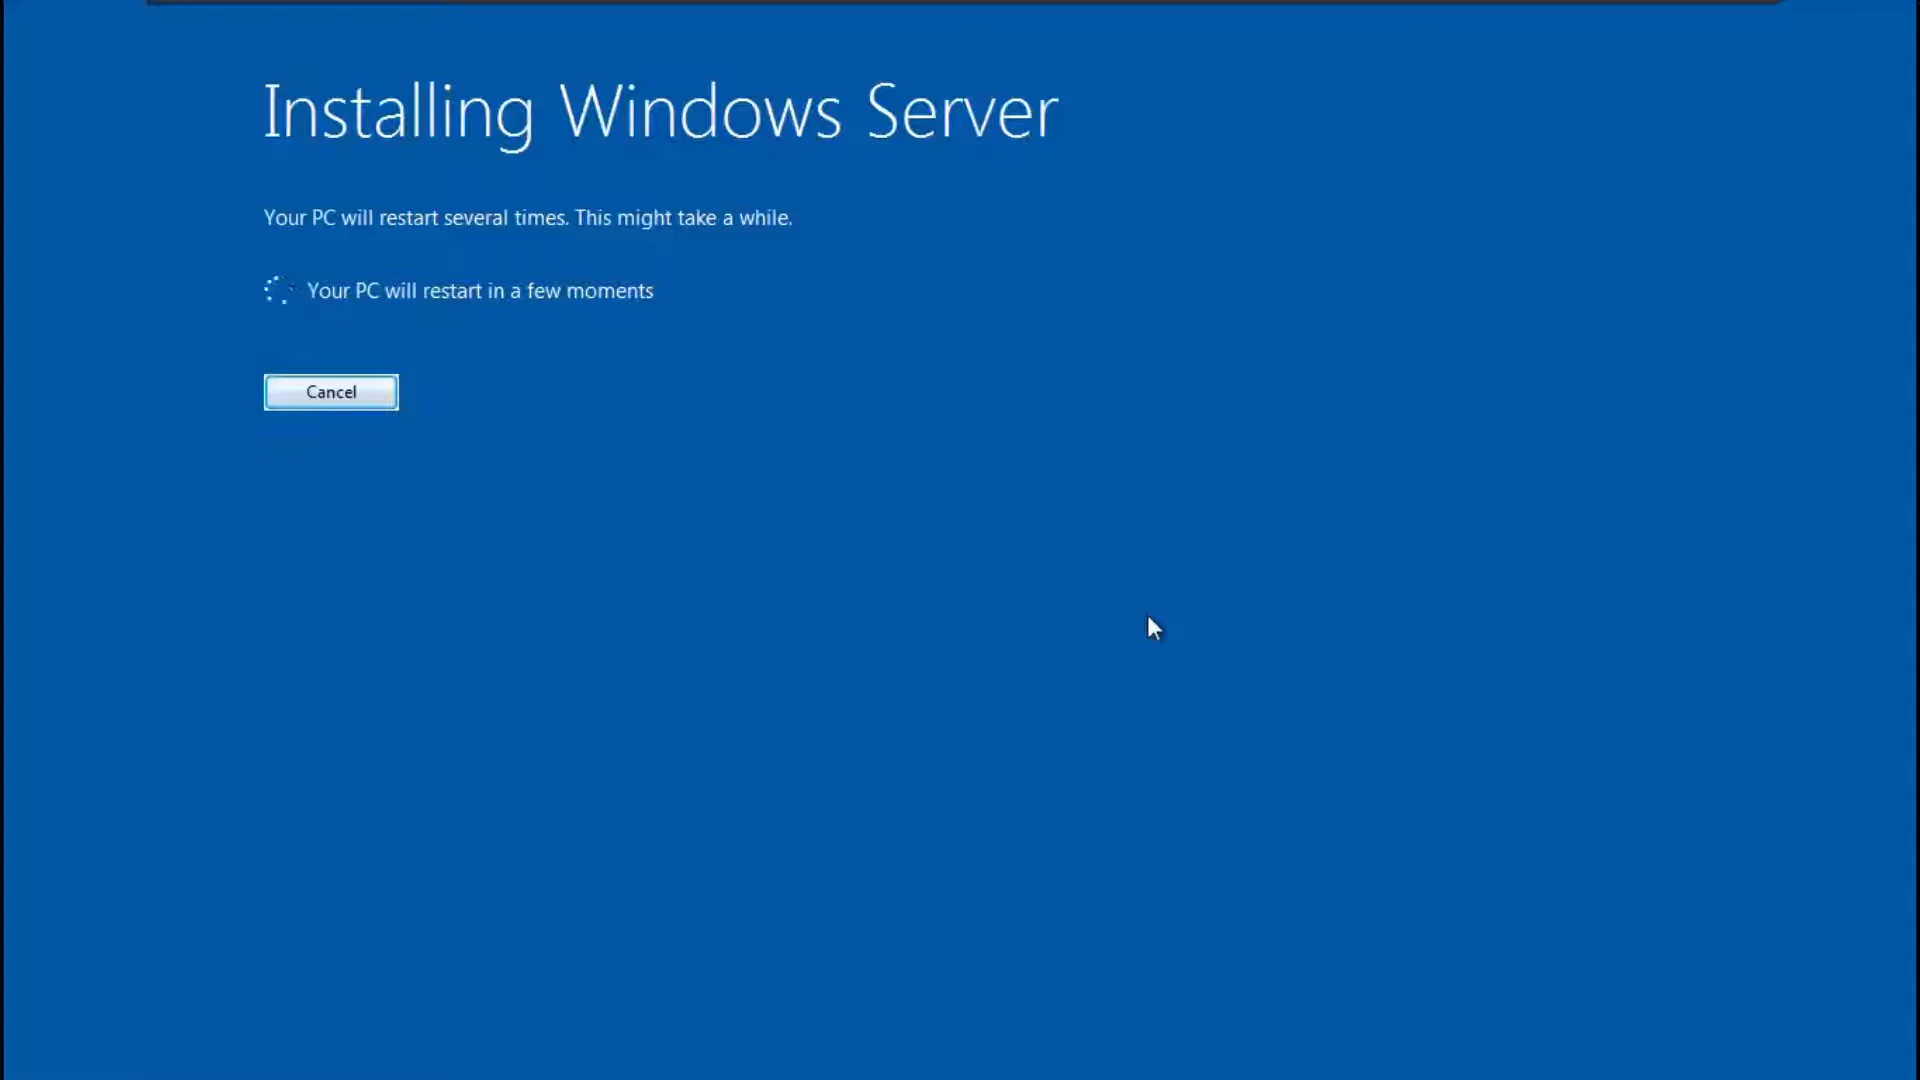 Installing Windows Server
Your PC will restart several times. This might take a while.
Your PC will restart in a few moments
Cancel